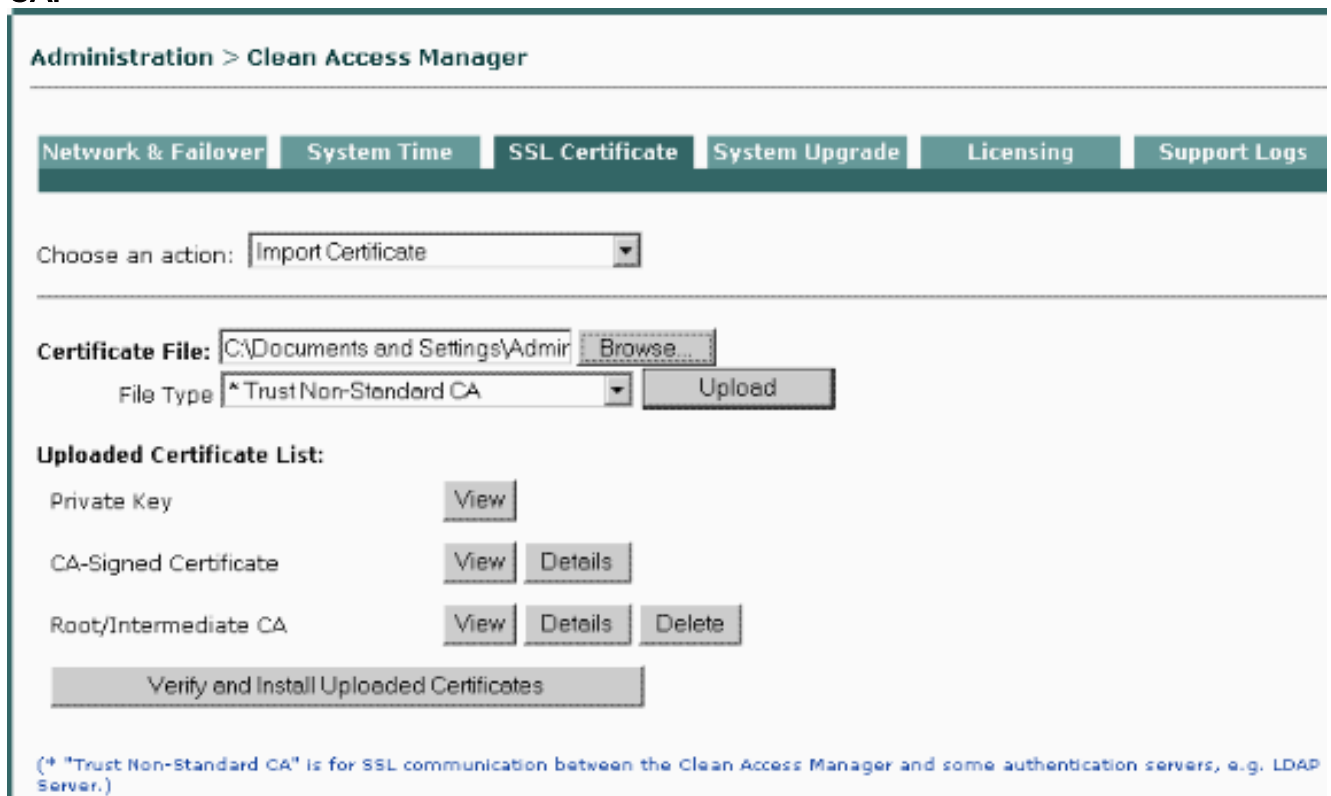 Administration > Clean Access Manager
Network & Failover System Time SSL Certificate System Upgrade Licensing Support Logs
Choose an action: Import Certificate
Certificate File: C:\Documents and Settings\Admir Browse...
File Type * Trust Non-Standard CA Upload
Uploaded Certificate List:
Private Key View
CA-Signed Certificate View Details
Root/Intermediate CA View Details Delete
Verify and Install Uploaded Certificates
(* "Trust Non-Standard CA" is for SSL communication between the Clean Access Manager and some authentication servers, e.g. LDAP
Server.)